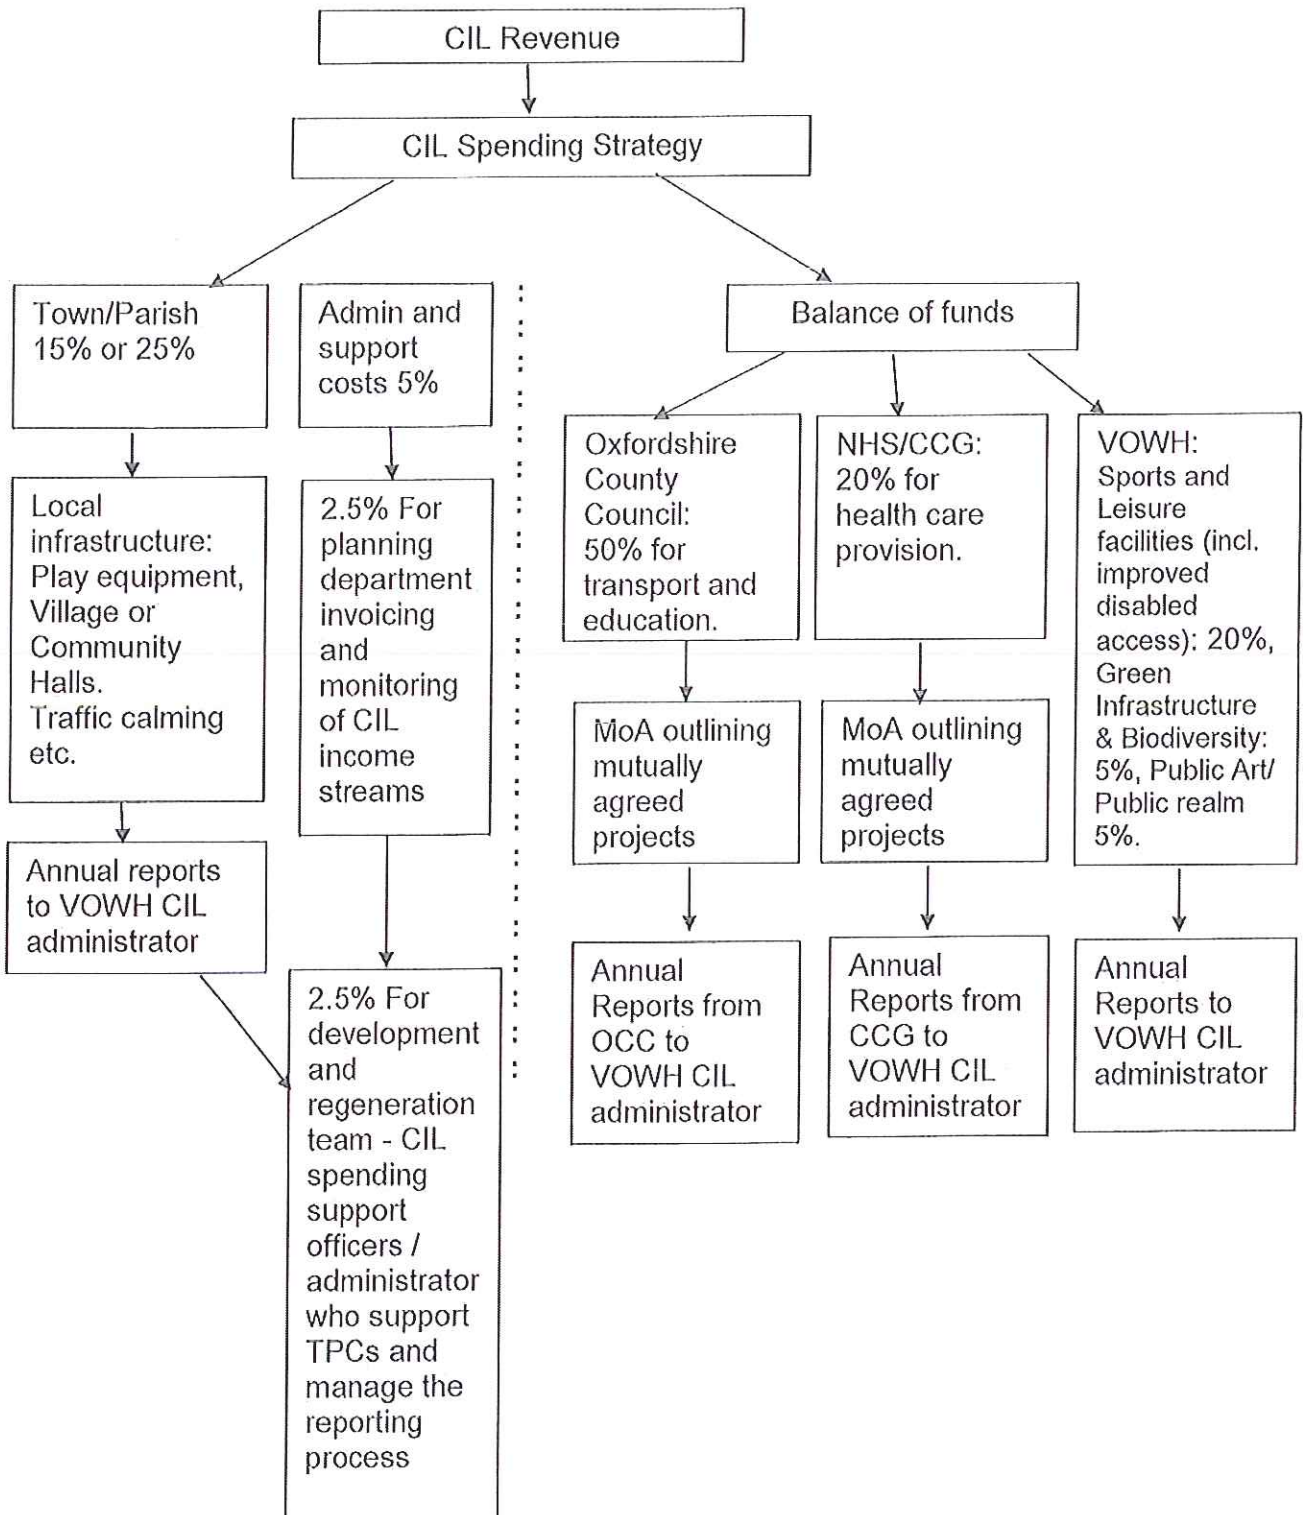 CIL Revenue
CIL Spending Strategy
Town/Parish
15% or 25%
Admin and
support
costs 5%
Balance of funds
Local
infrastructure:
Play equipment,
Village or
Community
Halls.
Traffic calming
etc.
2.5% For
planning
department
invoicing
and
monitoring
of CIL
income
streams
Oxfordshire
County
Council:
50% for
transport and
education.
NHS/CCG:
20% for
health care
provision.
VOWH:
Sports and
Leisure
facilities (incl.
improved
disabled
access): 20%,
Green
Infrastructure
& Biodiversity:
5%, Public Art/
Public realm
5%.
MoA outlining
mutually
agreed
projects
MoA outlining
mutually
agreed
projects
Annual reports
to VOWH CIL
administrator
2.5% For
development
and
regeneration
team - CIL
spending
support
officers /
administrator
who support
TPCs and
manage the
reporting
process
Annual
Reports from
OCC to
VOWH CIL
administrator
Annual
Reports from
CCG to
VOWH CIL
administrator
Annual
Reports to
VOWH CIL
administrator